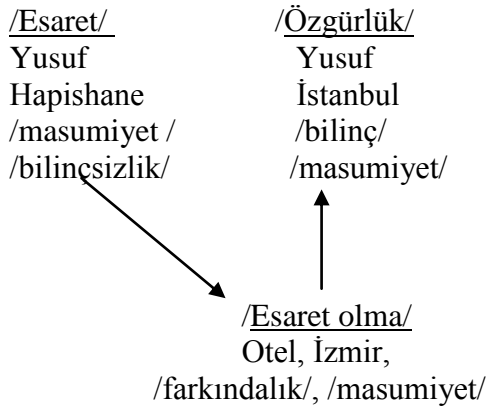 /Esaret/
Yusuf
Hapishane
/masumiyet /
/bilinçsizlik/
/Özgürlük/
Yusuf
İstanbul
/bilinç/
/masumiyet/
/Esaret olma/
Otel, İzmir,
/farkındalık/, /masumiyet/